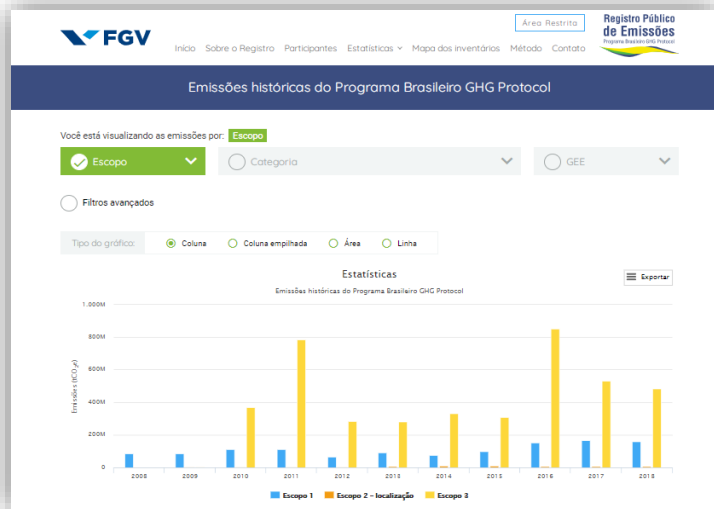 Área Restrita
FGV
Registro Público
de Emissões
Programa Brasileiro GHG Protocol
Início Sobre o Registro Participantes Estatísticas Mapa dos inventários Método Contato
Emissões históricas do Programa Brasileiro GHG Protocol
Você está visualizando as emissões por: Escopo
Escopo Categoria GEE
Filtros avançados
Tipo do gráfico: Coluna Coluna empilhada Área Linha
Estatísticas
Exportar
Emissões históricas do Programa Brasileiro GHG Protocol
1.000M
800M
600M
400M
200M
0
Emissões (tCO₂e)
2008 2009 2010 2011 2012 2013 2014 2015 2016 2017 2018
Escopo 1 Escopo 2 – localização Escopo 3